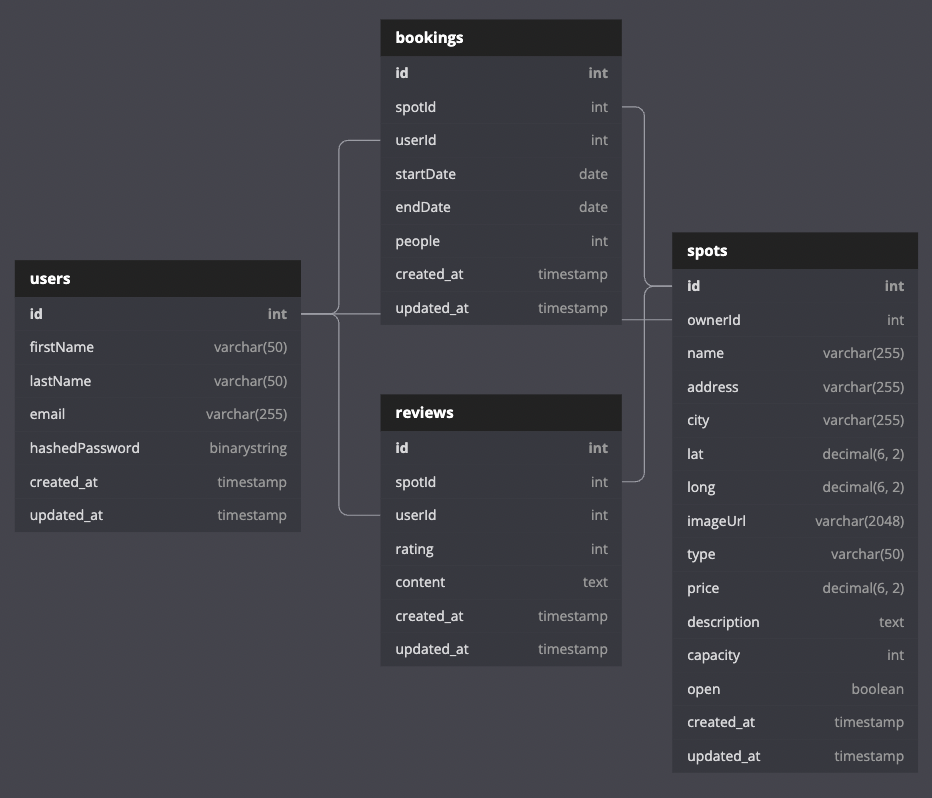 bookings
id int
spotId int
userId int
startDate date
endDate date
people int
created_at timestamp
updated_at timestamp
users
id int
firstName varchar(50)
lastName varchar(50)
email varchar(255)
hashedPassword binarystring
created_at timestamp
updated_at timestamp
reviews
id int
spotId int
userId int
rating int
content text
created_at timestamp
updated_at timestamp
spots
id int
ownerId int
name varchar(255)
address varchar(255)
city varchar(255)
lat decimal(6, 2)
long decimal(6, 2)
imageUrl varchar(2048)
type varchar(50)
price decimal(6, 2)
description text
capacity int
open boolean
created_at timestamp
updated_at timestamp